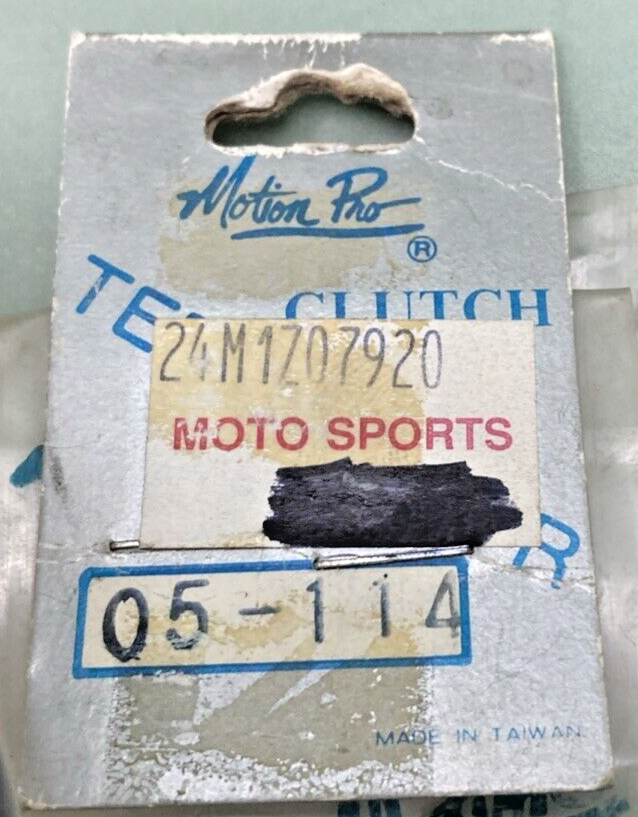 Motion Pro
®
CLUTCH
24M1Z07920
MOTO SPORTS
05-114
MADE IN TAIWAN